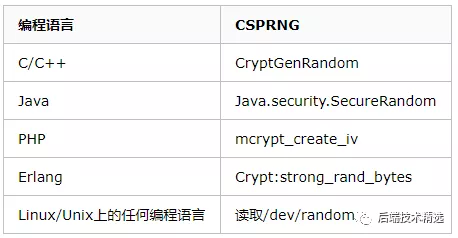 编程语言 CSPRNG
C/C++ CryptGenRandom
Java Java.security.SecureRandom
PHP mcrypt_create_iv
Erlang Crypt:strong_rand_bytes
Linux/Unix上的任何编程语言 读取/dev/random
后端技术精选